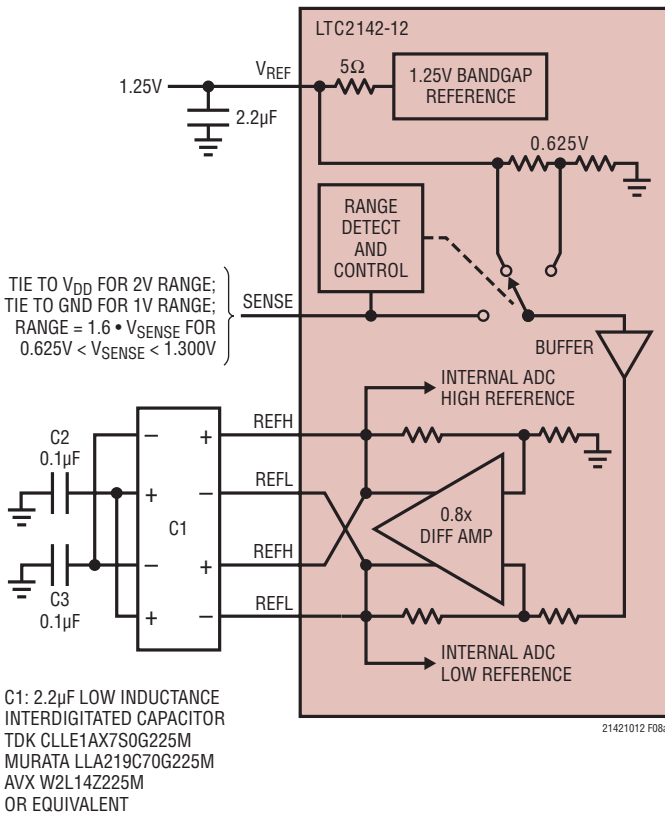 LTC2142-12
VREF
5Ω
1.25V BANDGAP
REFERENCE
1.25V
2.2µF
0.625V
RANGE
DETECT
AND
CONTROL
TIE TO VDD FOR 2V RANGE;
TIE TO GND FOR 1V RANGE;
RANGE = 1.6 • VSENSE FOR
0.625V < VSENSE < 1.300V
SENSE
BUFFER
INTERNAL ADC
HIGH REFERENCE
REFH
C2
0.1µF
– +
REFL
+ –
C1
0.8x
DIFF AMP
REFH
– +
C3
0.1µF
REFL
+ –
INTERNAL ADC
LOW REFERENCE
C1: 2.2µF LOW INDUCTANCE
INTERDIGITATED CAPACITOR
TDK CLLE1AX7S0G225M
MURATA LLA219C70G225M
AVX W2L14Z225M
OR EQUIVALENT
21421012 F08a